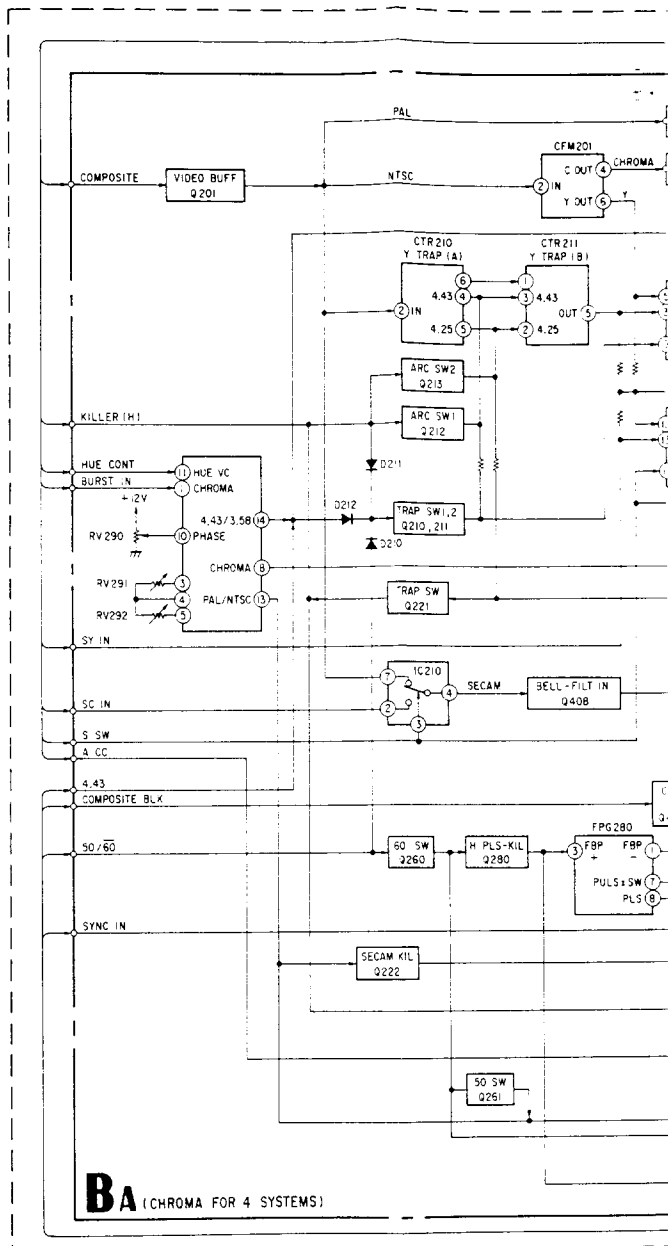 PAL
CFM201
COMPOSITE
VIDEO BUFF
Q201
NTSC
2 IN
C OUT 4
CHROMA
Y OUT 6
Y
CTR210
Y TRAP (A)
CTR211
Y TRAP (B)
6
1
4.43 4
3 4.43
2 IN
OUT 5
4.25 5
2 4.25
ARC SW2
Q213
KILLER (H)
ARC SW1
Q212
HUE CONT
11 HUE VC
D211
BURST IN
1 CHROMA
+12V
4.43/3.58 14
D212
TRAP SW1,2
Q210,211
RV290
10 PHASE
D210
CHROMA 8
RV291
3
4
PAL/NTSC 13
TRAP SW
Q221
RV292
5
SY IN
IC210
7
4
SECAM
BELL-FILT IN
Q408
SC IN
2
3
S SW
A CC
4.43
COMPOSITE BLK
FPG280
50/60
60 SW
Q260
H PLS-KIL
Q280
3 FBP
+
FBP 1
-
PULS±SW 7
PLS 8
SYNC IN
SECAM KIL
Q222
50 SW
Q261
BA (CHROMA FOR 4 SYSTEMS)